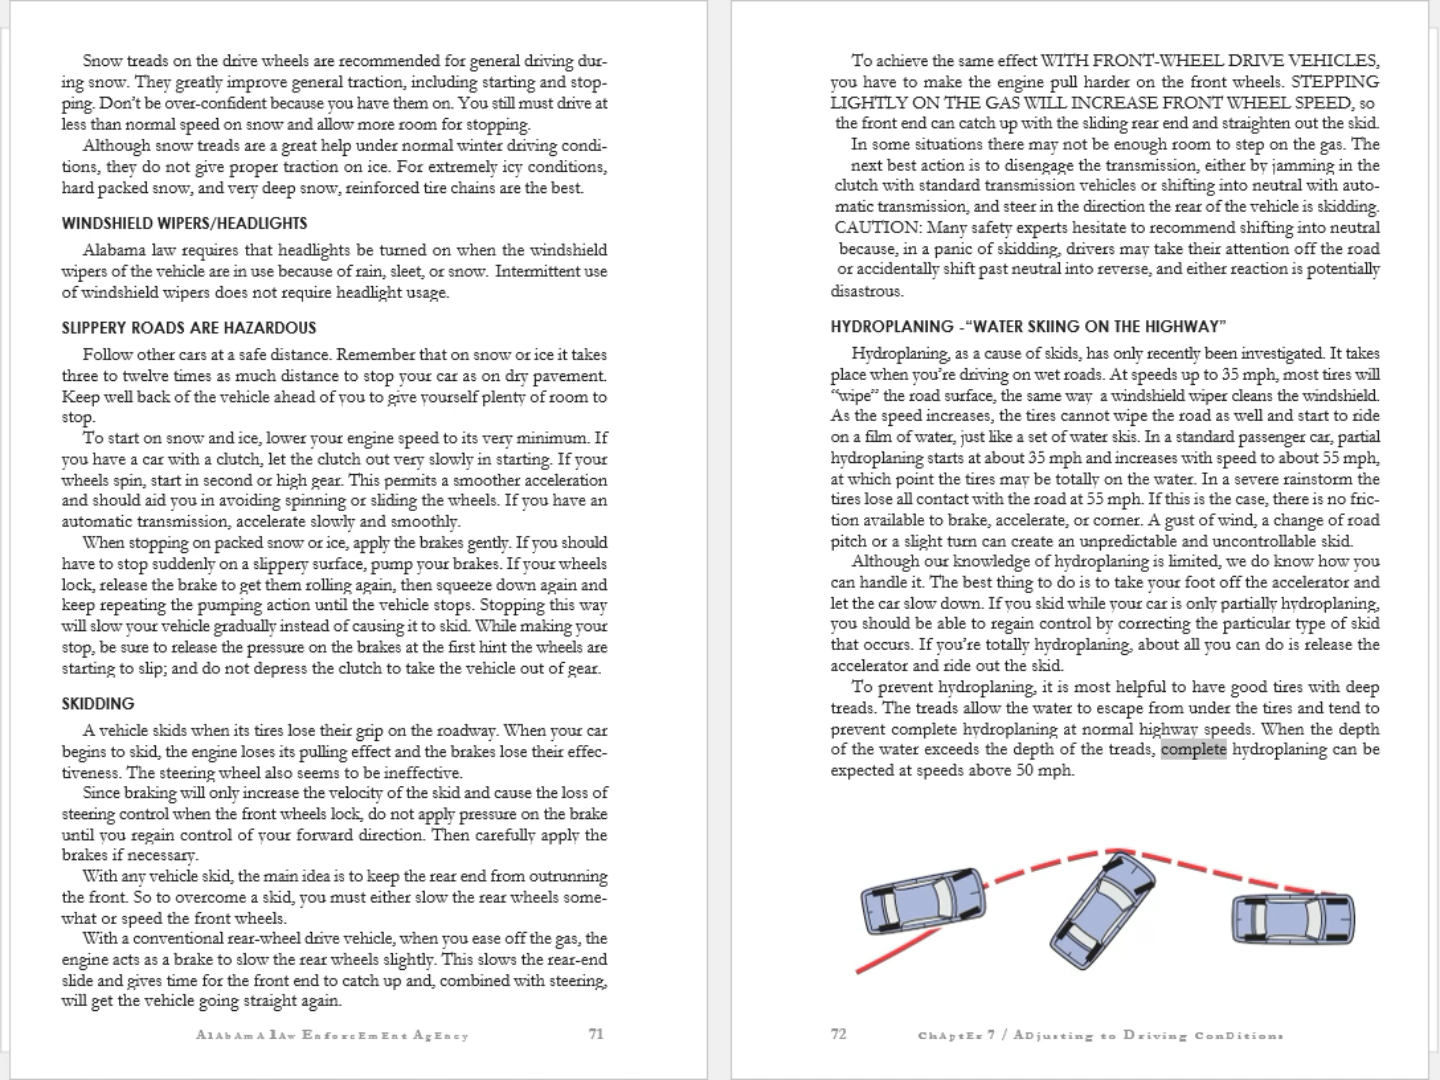 Snow treads on the drive wheels are recommended for general driving dur-
ing snow. They greatly improve general traction, including starting and stop-
ping. Don't be over-confident because you have them on. You still must drive at
less than normal speed on snow and allow more room for stopping.
Although snow treads are a great help under normal winter driving condi-
tions, they do not give proper traction on ice. For extremely icy conditions,
hard packed snow, and very deep snow, reinforced tire chains are the best.
WINDSHIELD WIPERS/HEADLIGHTS
Alabama law requires that headlights be turned on when the windshield
wipers of the vehicle are in use because of rain, sleet, or snow. Intermittent use
of windshield wipers does not require headlight usage.
SLIPPERY ROADS ARE HAZARDOUS
Follow other cars at a safe distance. Remember that on snow or ice it takes
three to twelve times as much distance to stop your car as on dry pavement.
Keep well back of the vehicle ahead of you to give yourself plenty of room to
stop.
To start on snow and ice, lower your engine speed to its very minimum. If
you have a car with a clutch, let the clutch out very slowly in starting. If your
wheels spin, start in second or high gear. This permits a smoother acceleration
and should aid you in avoiding spinning or sliding the wheels. If you have an
automatic transmission, accelerate slowly and smoothly.
When stopping on packed snow or ice, apply the brakes gently. If you should
have to stop suddenly on a slippery surface, pump your brakes. If your wheels
lock, release the brake to get them rolling again, then squeeze down again and
keep repeating the pumping action until the vehicle stops. Stopping this way
will slow your vehicle gradually instead of causing it to skid. While making your
stop, be sure to release the pressure on the brakes at the first hint the wheels are
starting to slip; and do not depress the clutch to take the vehicle out of gear.
SKIDDING
A vehicle skids when its tires lose their grip on the roadway. When your car
begins to skid, the engine loses its pulling effect and the brakes lose their effec-
tiveness. The steering wheel also seems to be ineffective.
Since braking will only increase the velocity of the skid and cause the loss of
steering control when the front wheels lock, do not apply pressure on the brake
until you regain control of your forward direction. Then carefully apply the
brakes if necessary.
With any vehicle skid, the main idea is to keep the rear end from outrunning
the front. So to overcome a skid, you must either slow the rear wheels some-
what or speed the front wheels.
With a conventional rear-wheel drive vehicle, when you ease off the gas, the
engine acts as a brake to slow the rear wheels slightly. This slows the rear-end
slide and gives time for the front end to catch up and, combined with steering,
will get the vehicle going straight again.
Alabama Law Enforcement Agency 71
To achieve the same effect WITH FRONT-WHEEL DRIVE VEHICLES,
you have to make the engine pull harder on the front wheels. STEPPING
LIGHTLY ON THE GAS WILL INCREASE FRONT WHEEL SPEED, so
the front end can catch up with the sliding rear end and straighten out the skid.
In some situations there may not be enough room to step on the gas. The
next best action is to disengage the transmission, either by jamming in the
clutch with standard transmission vehicles or shifting into neutral with auto-
matic transmission, and steer in the direction the rear of the vehicle is skidding.
CAUTION: Many safety experts hesitate to recommend shifting into neutral
because, in a panic of skidding, drivers may take their attention off the road
or accidentally shift past neutral into reverse, and either reaction is potentially
disastrous.
HYDROPLANING -“WATER SKIING ON THE HIGHWAY”
Hydroplaning, as a cause of skids, has only recently been investigated. It takes
place when you're driving on wet roads. At speeds up to 35 mph, most tires will
“wipe” the road surface, the same way a windshield wiper cleans the windshield.
As the speed increases, the tires cannot wipe the road as well and start to ride
on a film of water, just like a set of water skis. In a standard passenger car, partial
hydroplaning starts at about 35 mph and increases with speed to about 55 mph,
at which point the tires may be totally on the water. In a severe rainstorm the
tires lose all contact with the road at 55 mph. If this is the case, there is no fric-
tion available to brake, accelerate, or corner. A gust of wind, a change of road
pitch or a slight turn can create an unpredictable and uncontrollable skid.
Although our knowledge of hydroplaning is limited, we do know how you
can handle it. The best thing to do is to take your foot off the accelerator and
let the car slow down. If you skid while your car is only partially hydroplaning,
you should be able to regain control by correcting the particular type of skid
that occurs. If you're totally hydroplaning, about all you can do is release the
accelerator and ride out the skid.
To prevent hydroplaning, it is most helpful to have good tires with deep
treads. The treads allow the water to escape from under the tires and tend to
prevent complete hydroplaning at normal highway speeds. When the depth
of the water exceeds the depth of the treads, complete hydroplaning can be
expected at speeds above 50 mph.
72 Chapter 7 / Adjusting to Driving Conditions